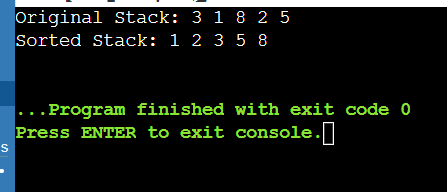 Original Stack: 3 1 8 2 5
Sorted Stack: 1 2 3 5 8
...Program finished with exit code 0
Press ENTER to exit console.
s